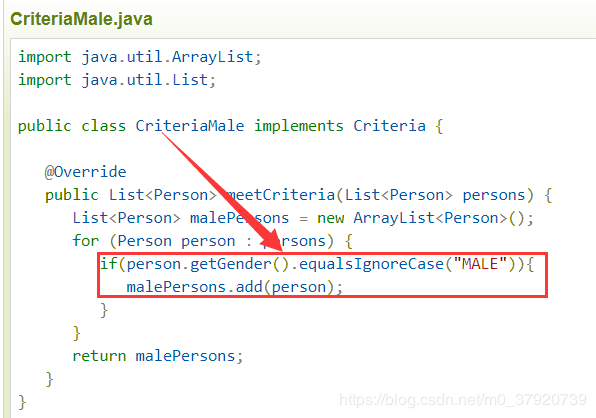 CriteriaMale.java
import java.util.ArrayList;
import java.util.List;
public class CriteriaMale implements Criteria {
@Override
public List<Person> meetCriteria(List<Person> persons) {
List<Person> malePersons = new ArrayList<Person>();
for (Person person : persons) {
if(person.getGender().equalsIgnoreCase("MALE")){
malePersons.add(person);
}
}
return malePersons;
}
}
https://blog.csdn.net/m0_37920739